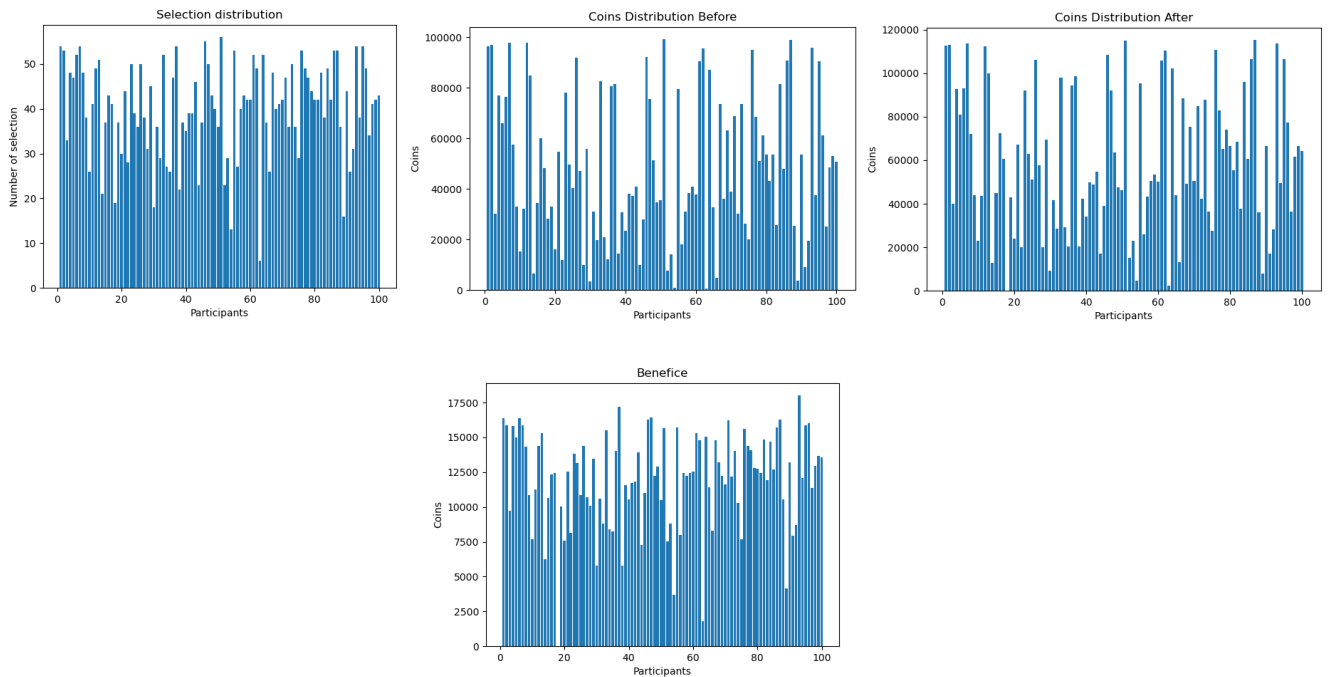 Selection distribution
Number of selection
50
40
30
20
10
0
0 20 40 60 80 100
Participants
Coins Distribution Before
Coins
100000
80000
60000
40000
20000
0
0 20 40 60 80 100
Participants
Coins Distribution After
Coins
120000
100000
80000
60000
40000
20000
0
0 20 40 60 80 100
Participants
Benefice
Coins
17500
15000
12500
10000
7500
5000
2500
0
0 20 40 60 80 100
Participants